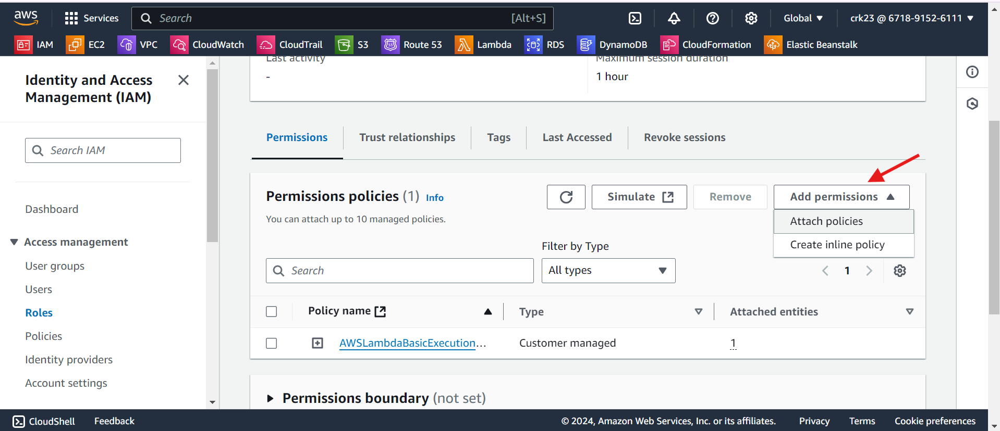 aws
Services
Search [Alt+S]
Global
crk23 @ 6718-9152-6111
IAM
EC2
VPC
CloudWatch
CloudTrail
S3
Route 53
Lambda
RDS
DynamoDB
CloudFormation
Elastic Beanstalk
Identity and Access
Management (IAM)
Search IAM
Dashboard
Access management
User groups
Users
Roles
Policies
Identity providers
Account settings
Last activity
-
Maximum session duration
1 hour
Permissions
Trust relationships
Tags
Last Accessed
Revoke sessions
Permissions policies (1) Info
You can attach up to 10 managed policies.
Simulate
Remove
Add permissions
Attach policies
Create inline policy
Filter by Type
Search
All types
1
Policy name
Type
Attached entities
AWSLambdaBasicExecution...
Customer managed
1
Permissions boundary (not set)
CloudShell
Feedback
© 2024, Amazon Web Services, Inc. or its affiliates.
Privacy
Terms
Cookie preferences